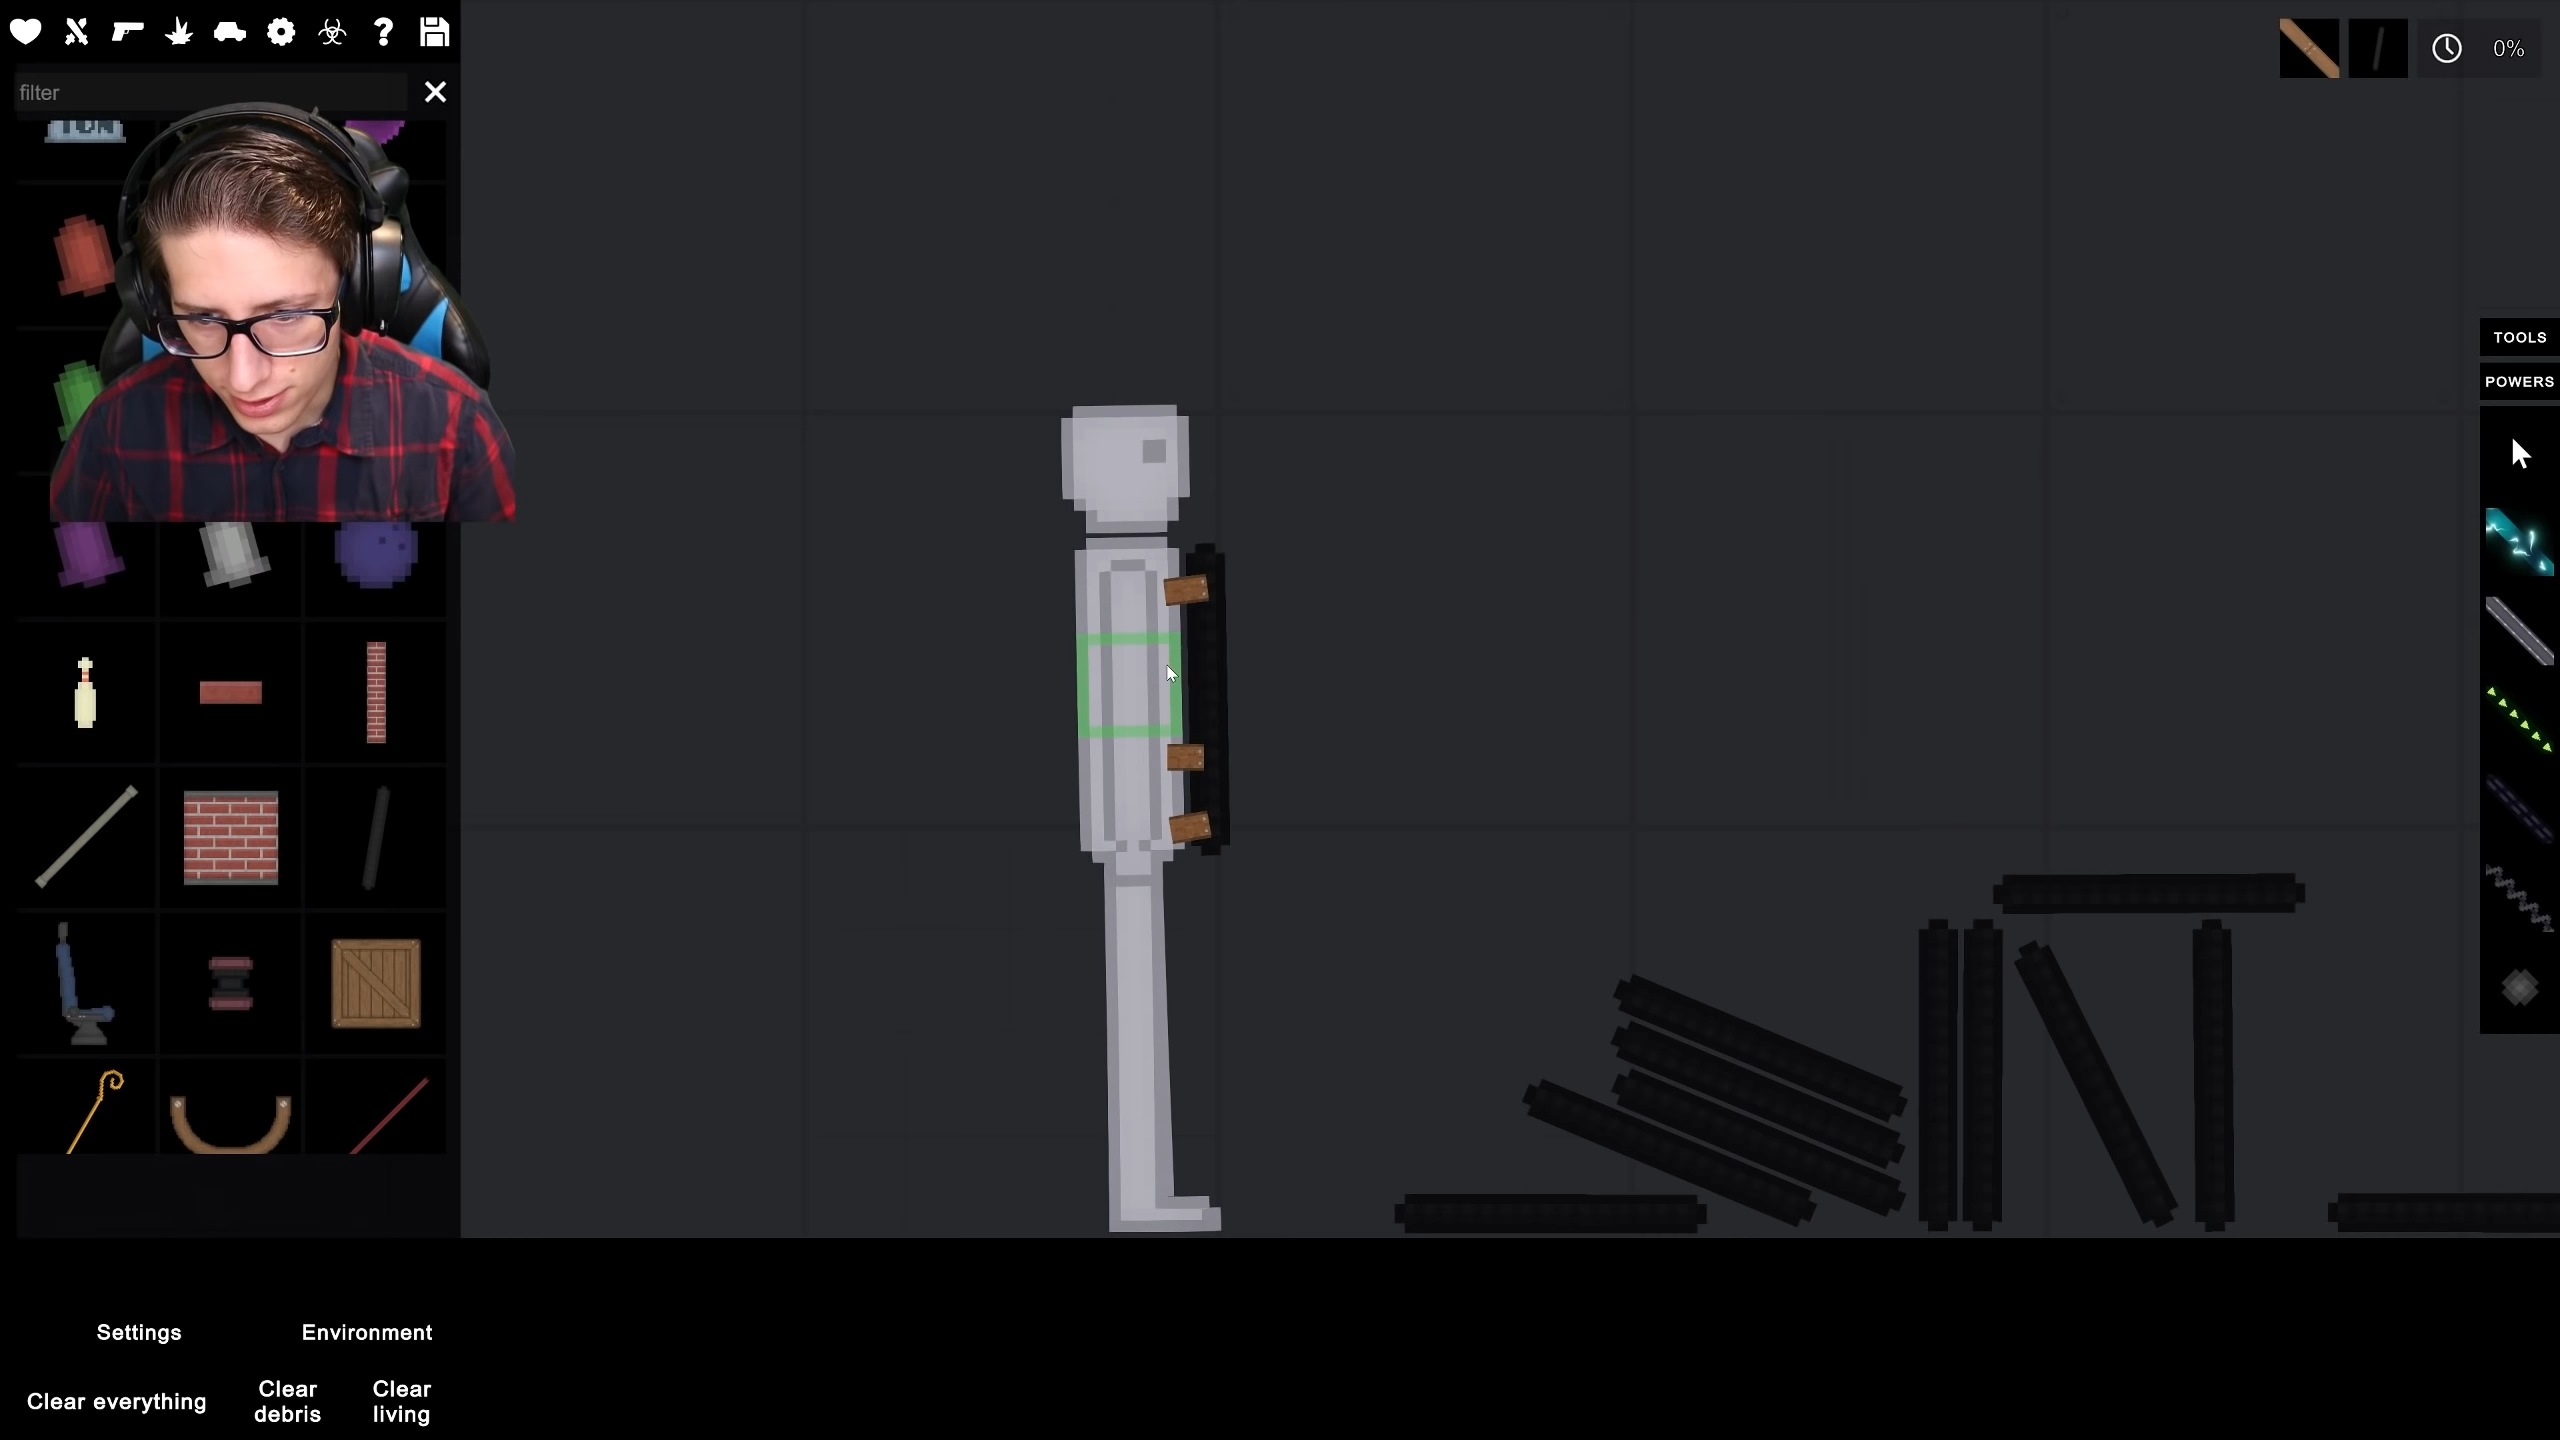 filter
0%
TOOLS
POWERS
Settings
Environment
Clear everything
Clear
debris
Clear
living